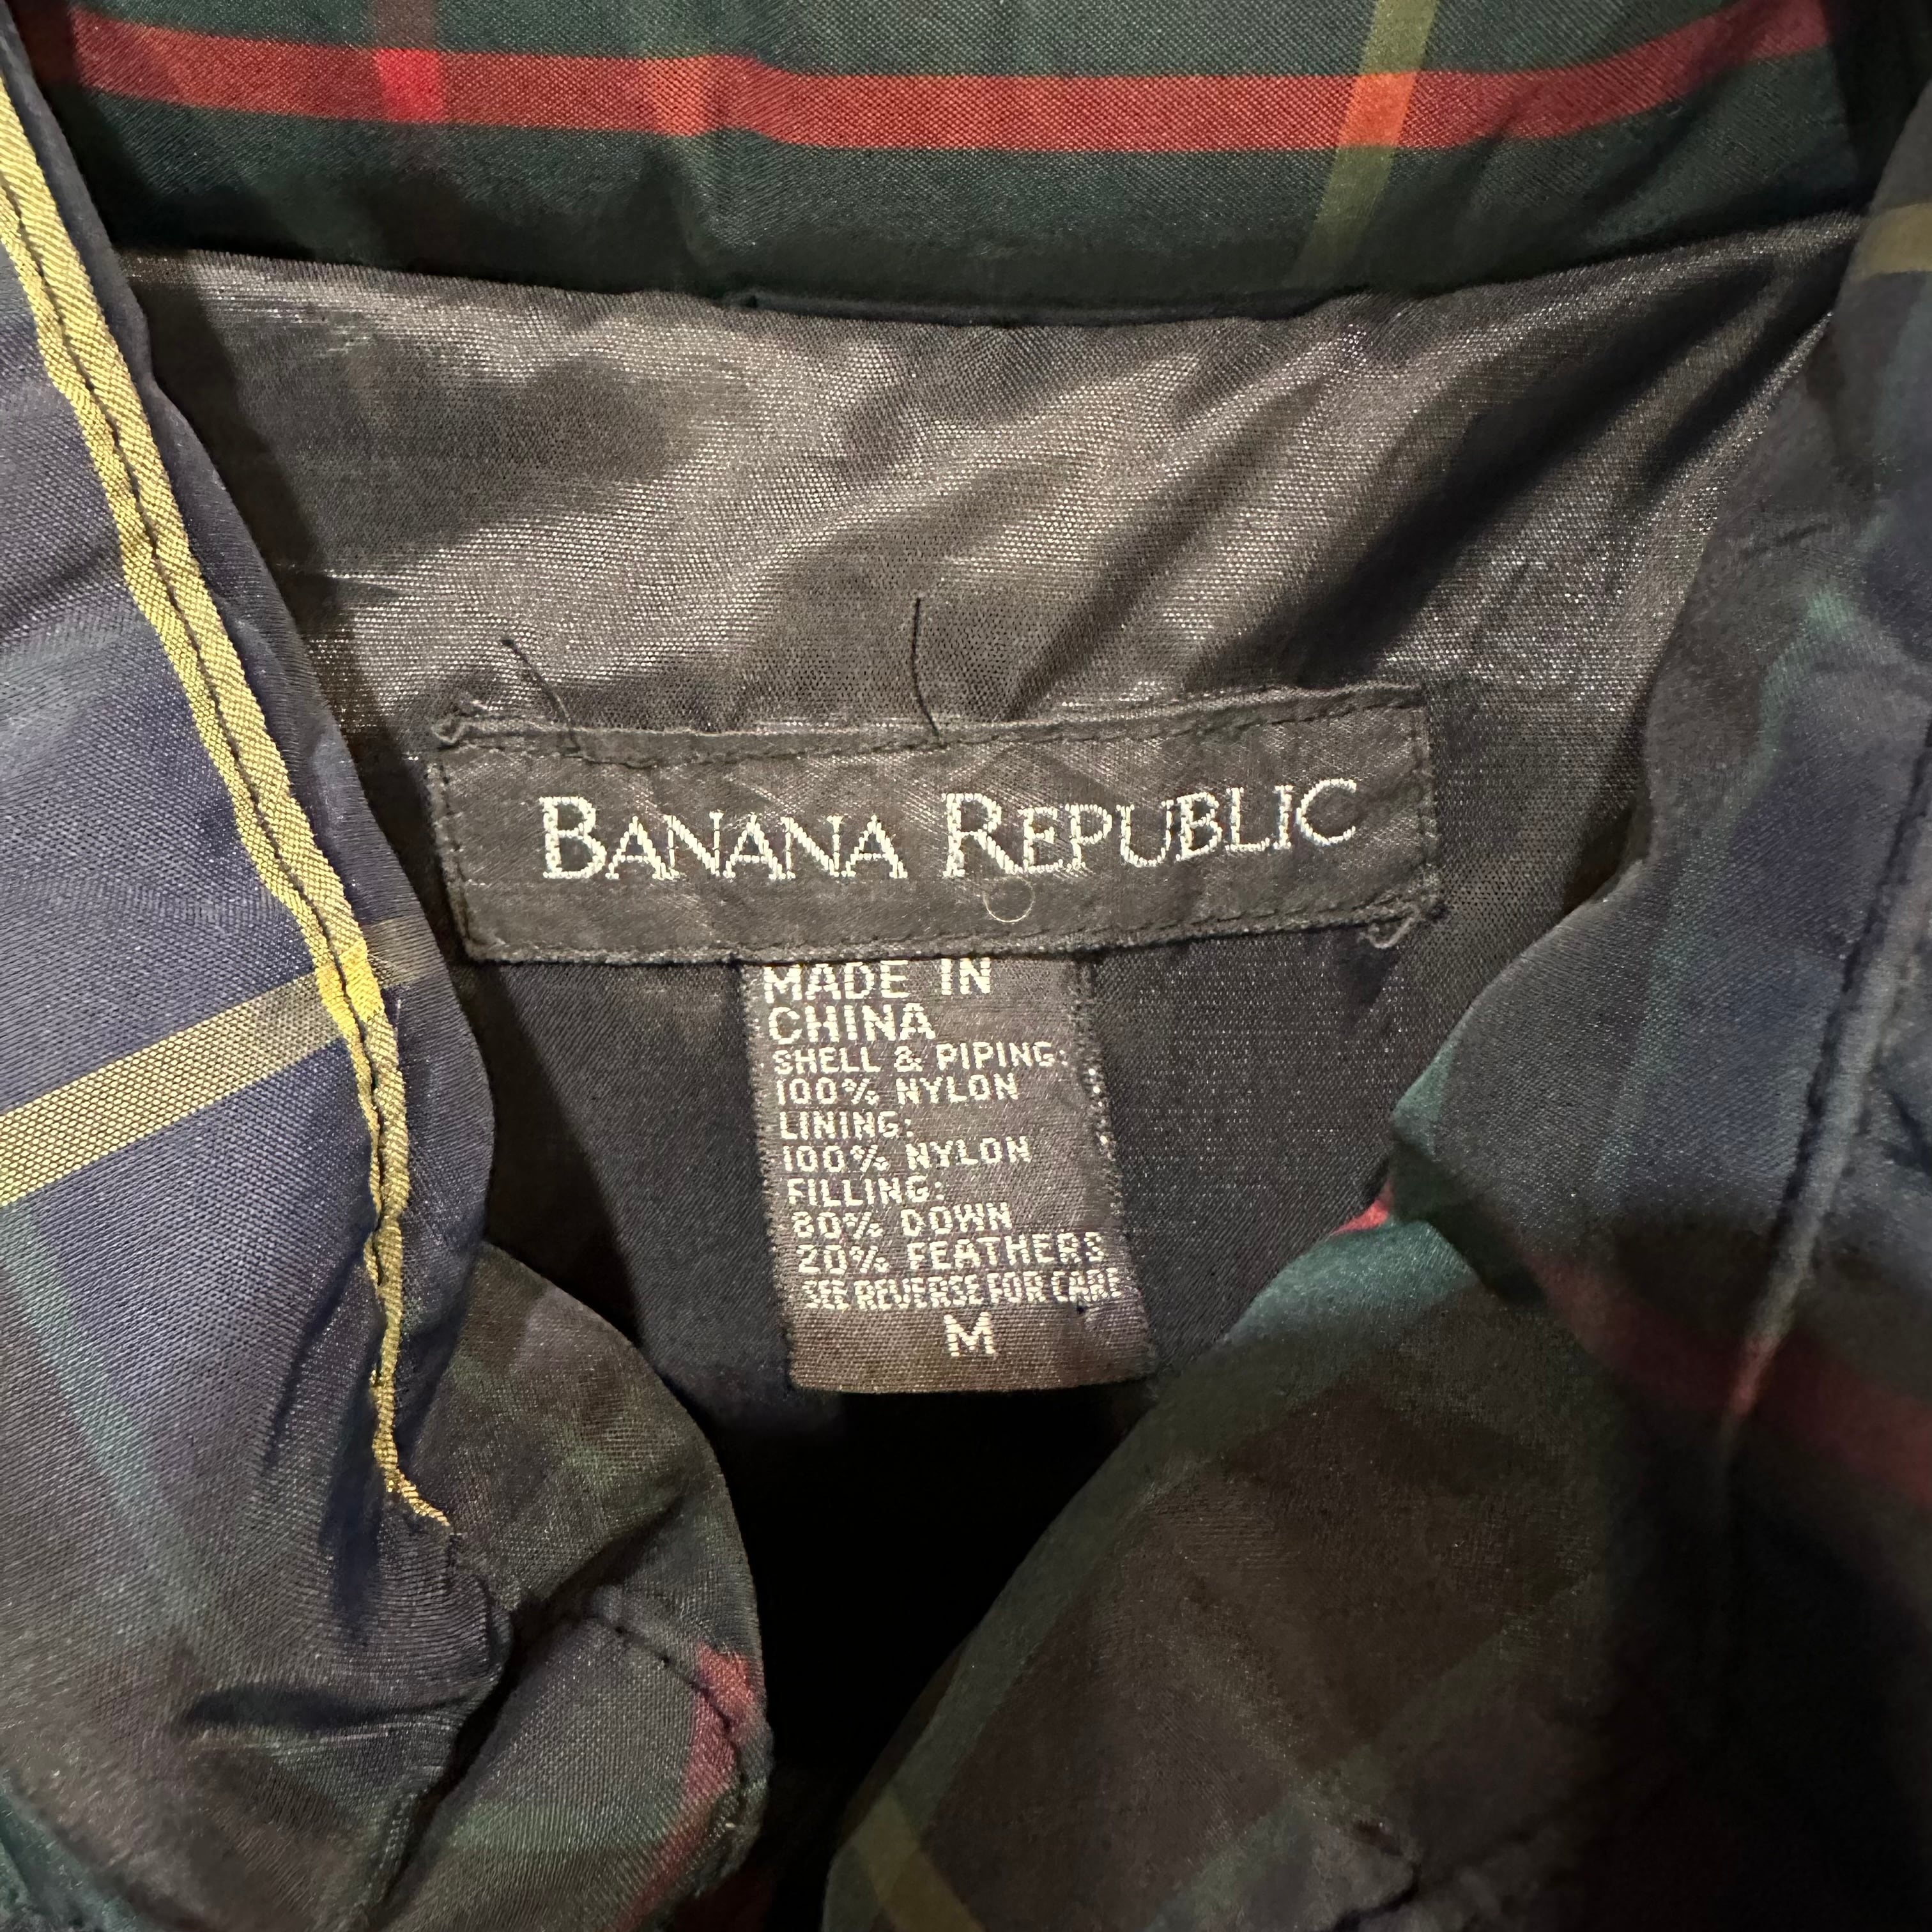 BANANA REPUBLIC
MADE IN
CHINA
SHELL & PIPING:
100% NYLON
LINING:
100% NYLON
FILLING:
80% DOWN
20% FEATHERS
SEE REVERSE FOR CARE
M